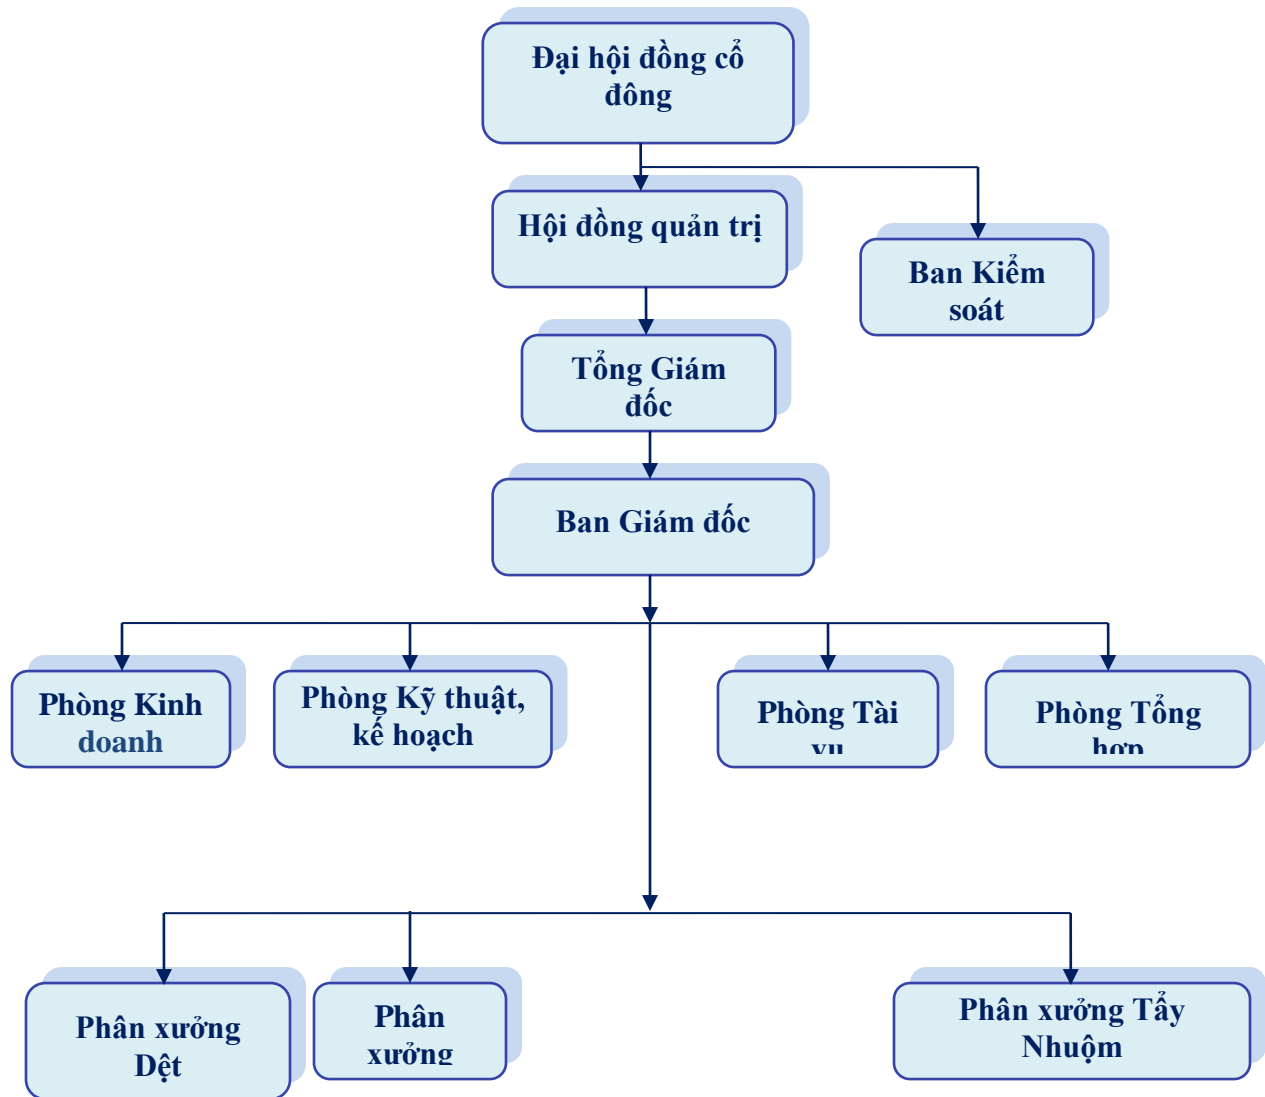 Đại hội đồng cổ
đông
Hội đồng quản trị
Ban Kiểm
soát
Tổng Giám
đốc
Ban Giám đốc
Phòng Kinh
doanh
Phòng Kỹ thuật,
kế hoạch
Phòng Tài
vụ
Phòng Tổng
hợp
Phân xưởng
Dệt
Phân
xưởng
Phân xưởng Tẩy
Nhuộm